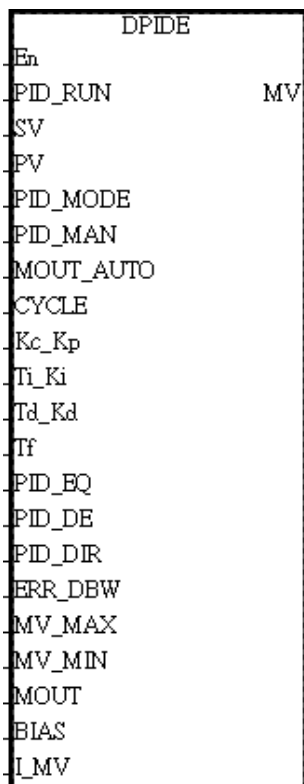 DPIDE
En
PID_RUN MV
SV
PV
PID_MODE
PID_MAN
MOUT_AUTO
CYCLE
Kc_Kp
Ti_Ki
Td_Kd
Tf
PID_EQ
PID_DE
PID_DIR
ERR_DBW
MV_MAX
MV_MIN
MOUT
BIAS
I_MV